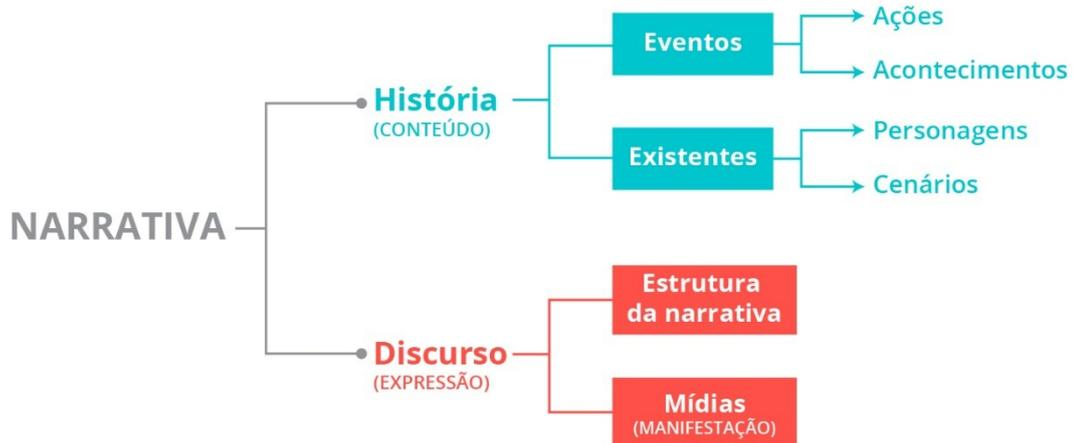 NARRATIVA
História
(CONTEÚDO)
Eventos
Ações
Acontecimentos
Existentes
Personagens
Cenários
Discurso
(EXPRESSÃO)
Estrutura
da narrativa
Mídias
(MANIFESTAÇÃO)